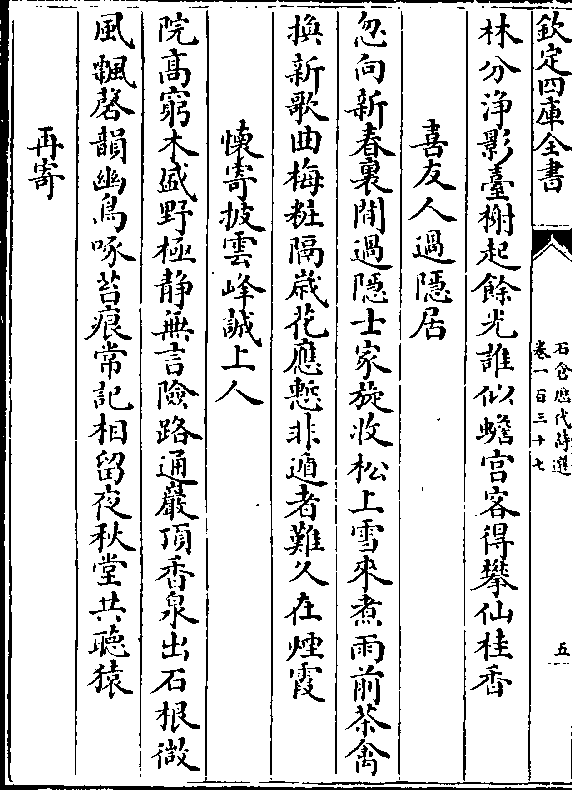 欽定四庫全書
石倉歴代詩選
卷一百三十七
五
林分浄影臺榭起餘光誰似蟾宫客得攀仙桂香
喜友人過隱居
忽向新春裏閒過隱士家旋收松上雪來煮雨前茶禽
換新歌曲梅粧隔嵗花應慙非遁者難久在煙霞
懐寄披雲峰誠上人
院髙窮木盛野極静無言險路通巖頂香泉出石根微
風飄磬韻幽鳥啄苔痕常記相留夜秋堂共聽猿
再寄